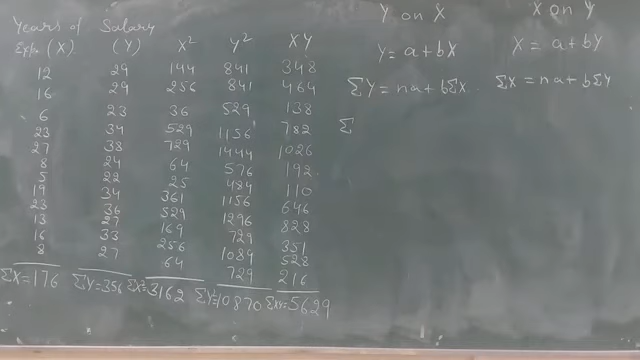 Years of Salary
Exp. (X) (Y) X² Y² XY
12 29 144 841 348
16 29 256 841 464
6 23 36 529 138
23 34 529 1156 782
27 38 729 1444 1026
8 24 64 576 192
5 22 25 484 110
19 34 361 1156 646
23 36 529 1296 828
13 27 169 729 351
16 33 256 1089 528
8 27 64 729 216
ΣX=176 ΣY=356 ΣX²=3162 ΣY²=10870 ΣXY=5629
Y on X
Y = a+bX
ΣY = na + bΣX
Σ
X on Y
X = a+bY
ΣX = na + bΣY